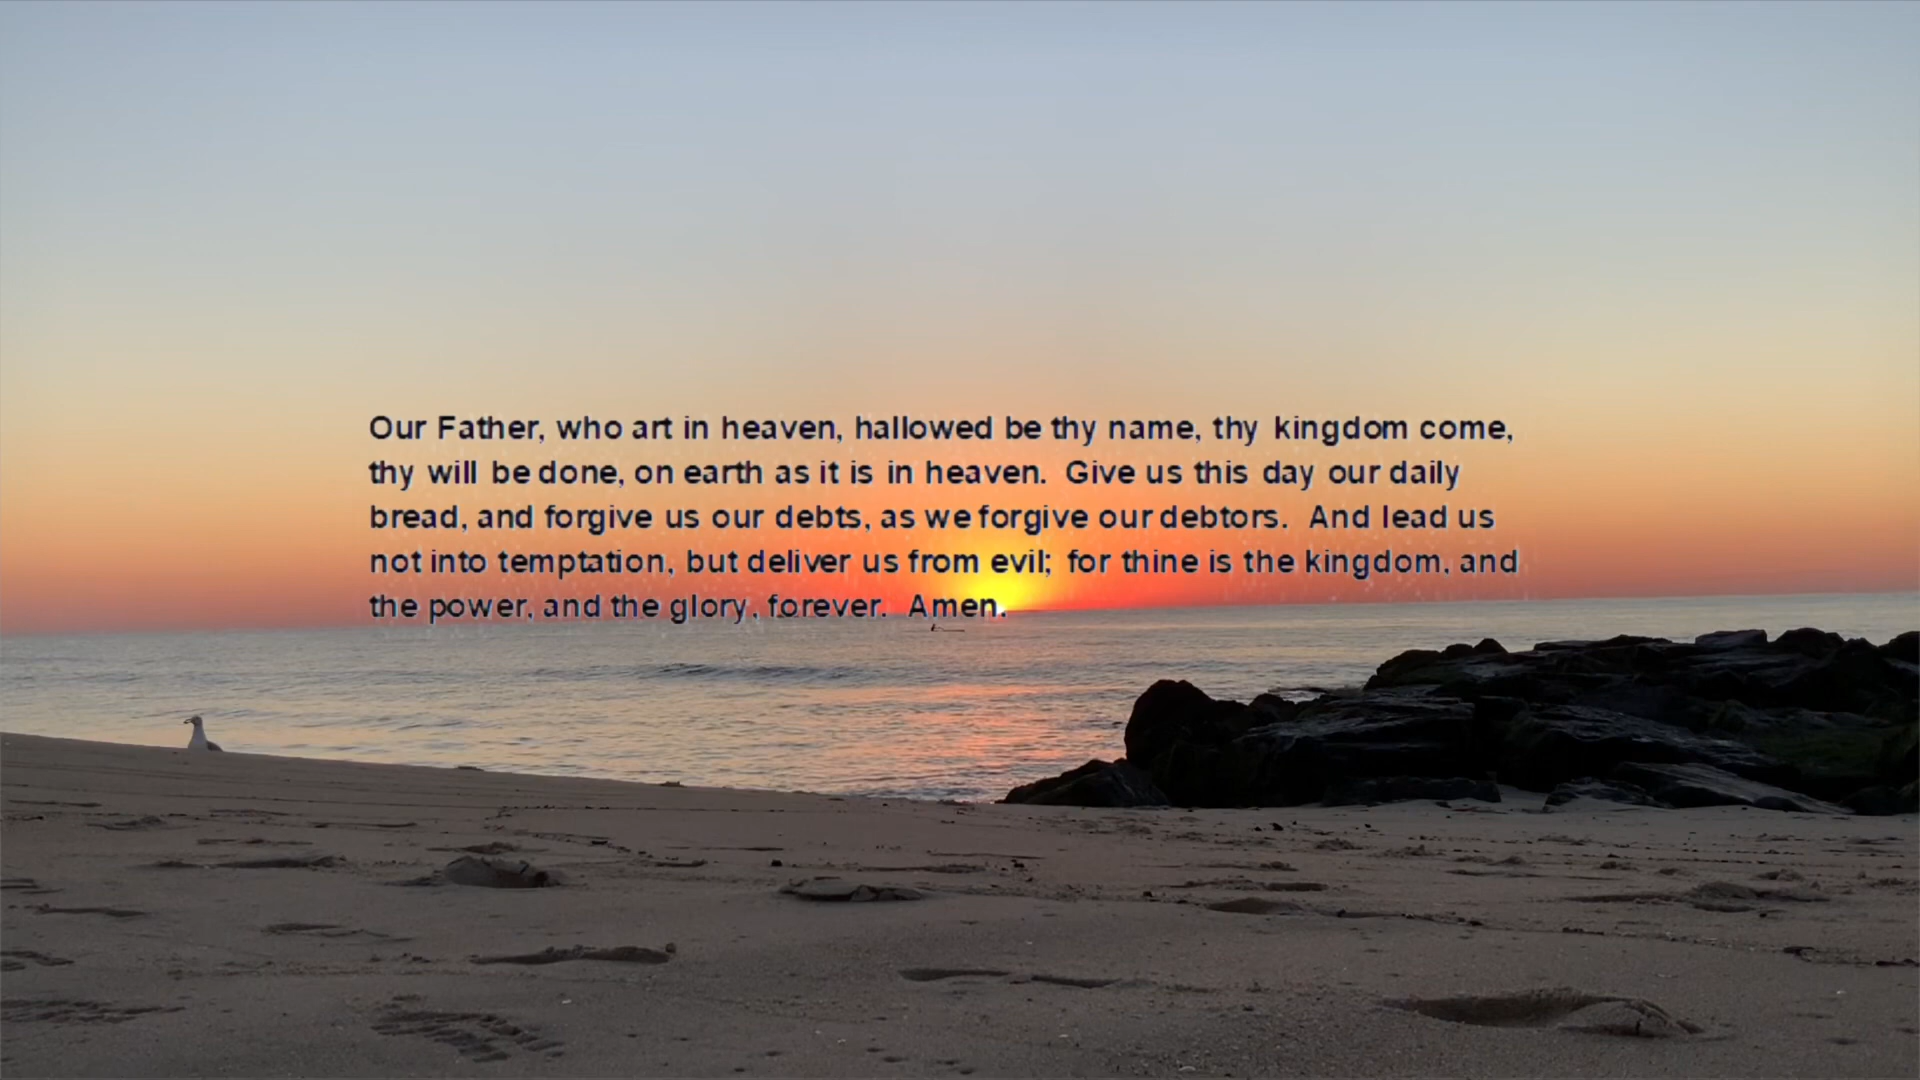 Our Father, who art in heaven, hallowed be thy name, thy kingdom come,
thy will be done, on earth as it is in heaven. Give us this day our daily
bread, and forgive us our debts, as we forgive our debtors. And lead us
not into temptation, but deliver us from evil; for thine is the kingdom, and
the power, and the glory, forever. Amen.